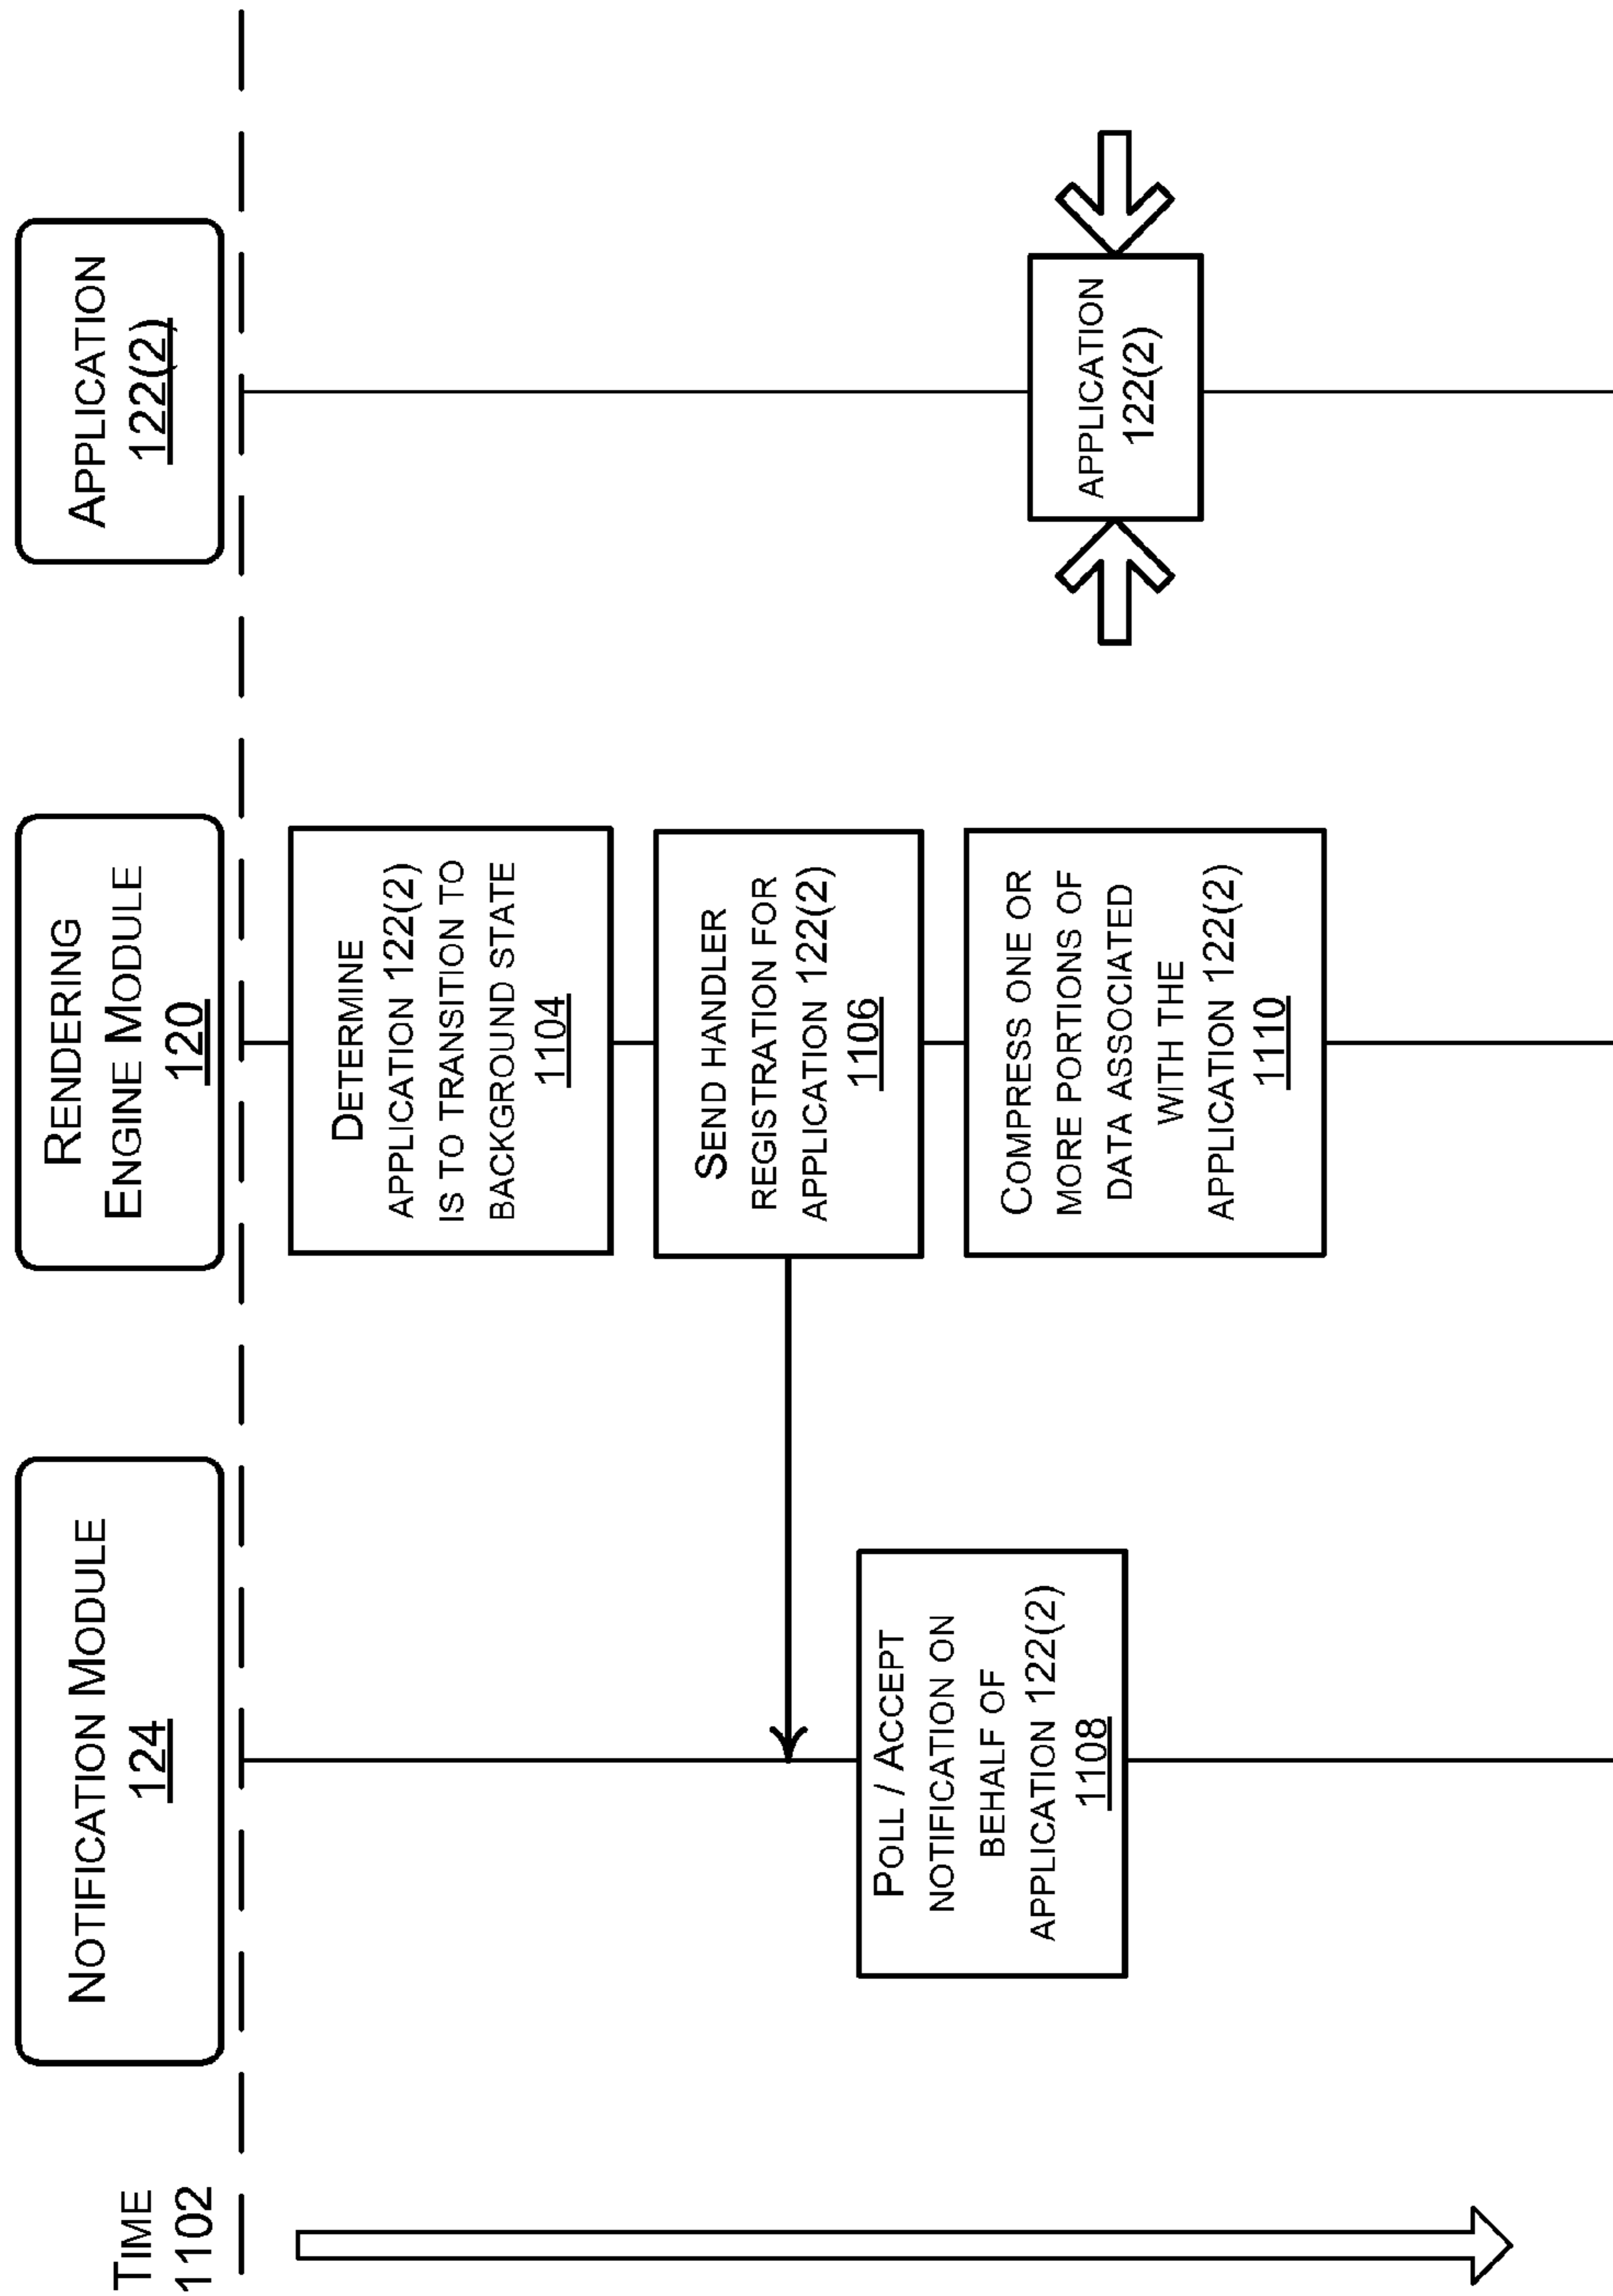 TIME
1102
NOTIFICATION MODULE
124
RENDERING
ENGINE MODULE
120
APPLICATION
122(2)
DETERMINE
APPLICATION 122(2)
IS TO TRANSITION TO
BACKGROUND STATE
1104
SEND HANDLER
REGISTRATION FOR
APPLICATION 122(2)
1106
POLL / ACCEPT
NOTIFICATION ON
BEHALF OF
APPLICATION 122(2)
1108
COMPRESS ONE OR
MORE PORTIONS OF
DATA ASSOCIATED
WITH THE
APPLICATION 122(2)
1110
APPLICATION
122(2)